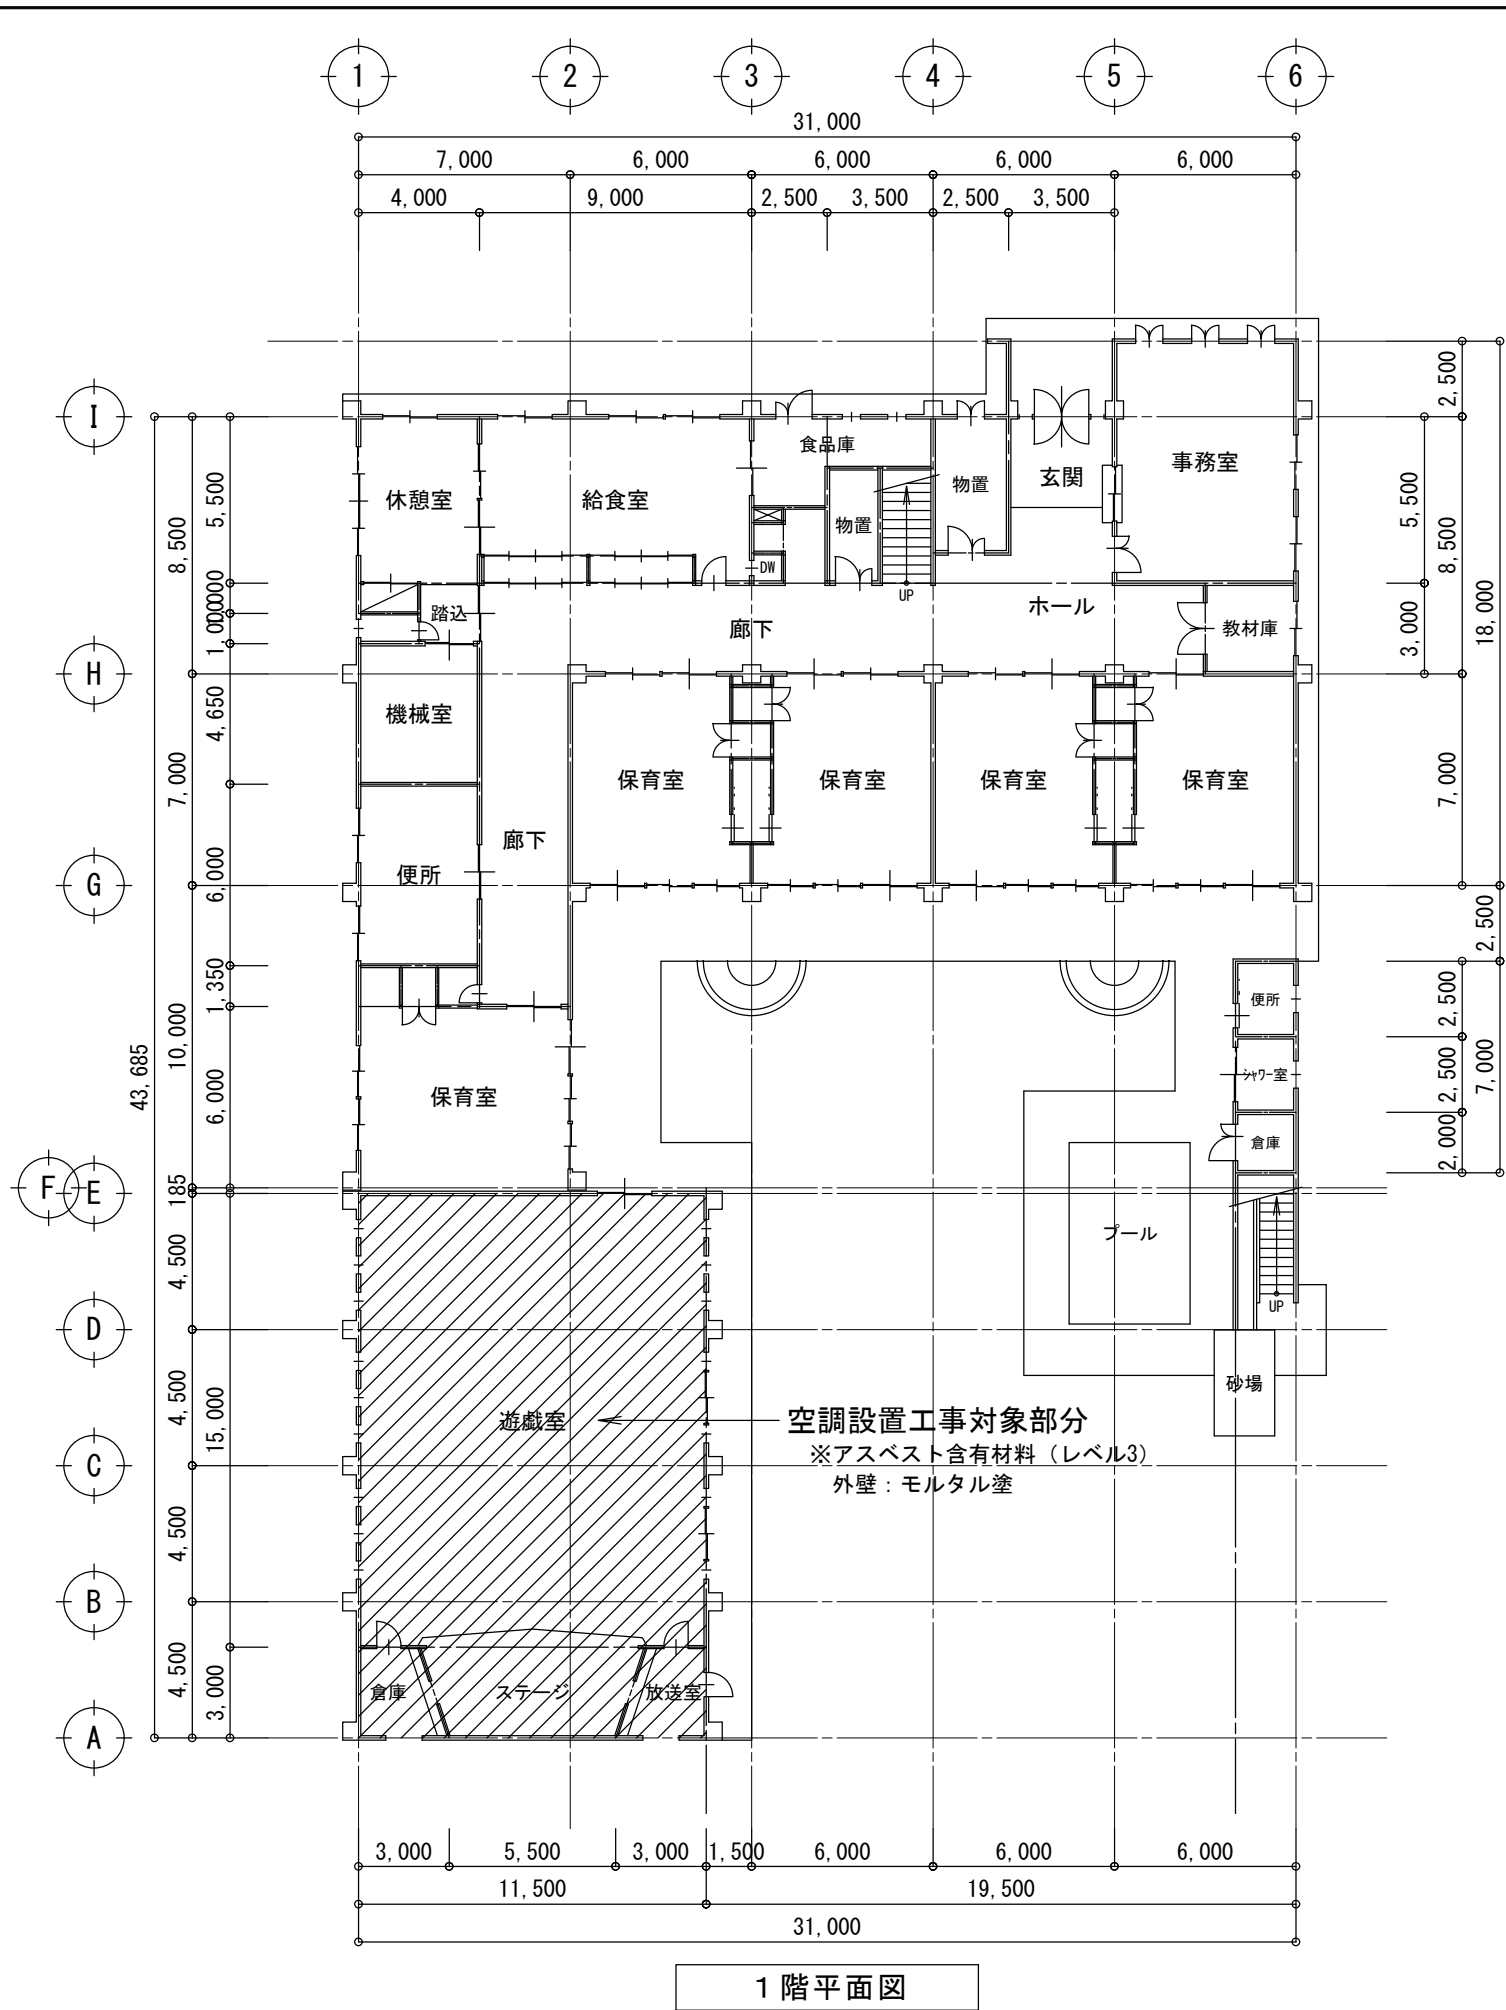 1 2 3 4 5 6
31,000
7,000 6,000 6,000 6,000 6,000
4,000 9,000 2,500 3,500 2,500 3,500
I
H
G
F
E
D
C
B
A
43,685
8,500
7,000
10,000
185
4,500
4,500
4,500
4,500
5,500
1,000
1,000
4,650
6,000
1,350
6,000
15,000
3,000
2,500
5,500
8,500
18,000
3,000
7,000
2,500
2,500
2,500
7,000
2,000
食品庫
休憩室
給食室
物置
物置
玄関
事務室
DW
UP
踏込
廊下
ホール
教材庫
機械室
保育室
保育室
保育室
保育室
廊下
便所
便所
シャワー室
倉庫
保育室
プール
UP
砂場
遊戯室
空調設置工事対象部分
※アスベスト含有材料（レベル3）
外壁：モルタル塗
倉庫
ステージ
放送室
3,000 5,500 3,000 1,500 6,000 6,000 6,000
11,500 19,500
31,000
1階平面図